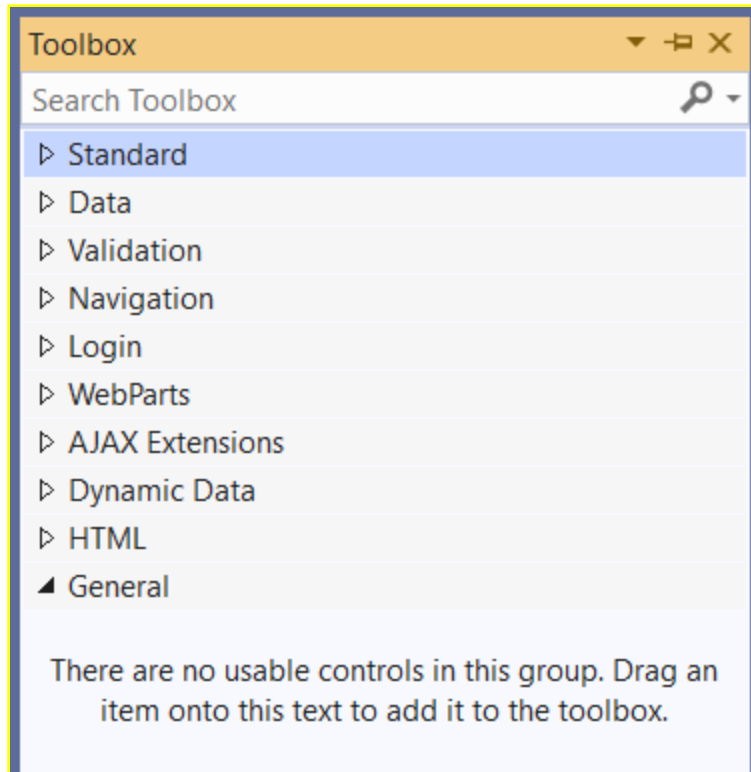 Toolbox
Search Toolbox
Standard
Data
Validation
Navigation
Login
WebParts
AJAX Extensions
Dynamic Data
HTML
General
There are no usable controls in this group. Drag an
item onto this text to add it to the toolbox.